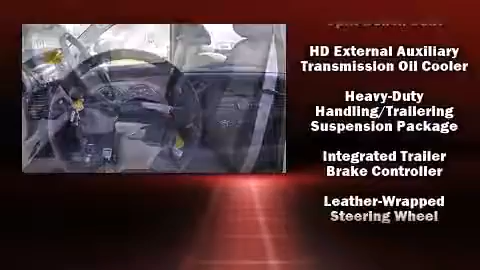 HD External Auxiliary
Transmission Oil Cooler
Heavy-Duty
Handling/Trailering
Suspension Package
Integrated Trailer
Brake Controller
Leather-Wrapped
Steering Wheel